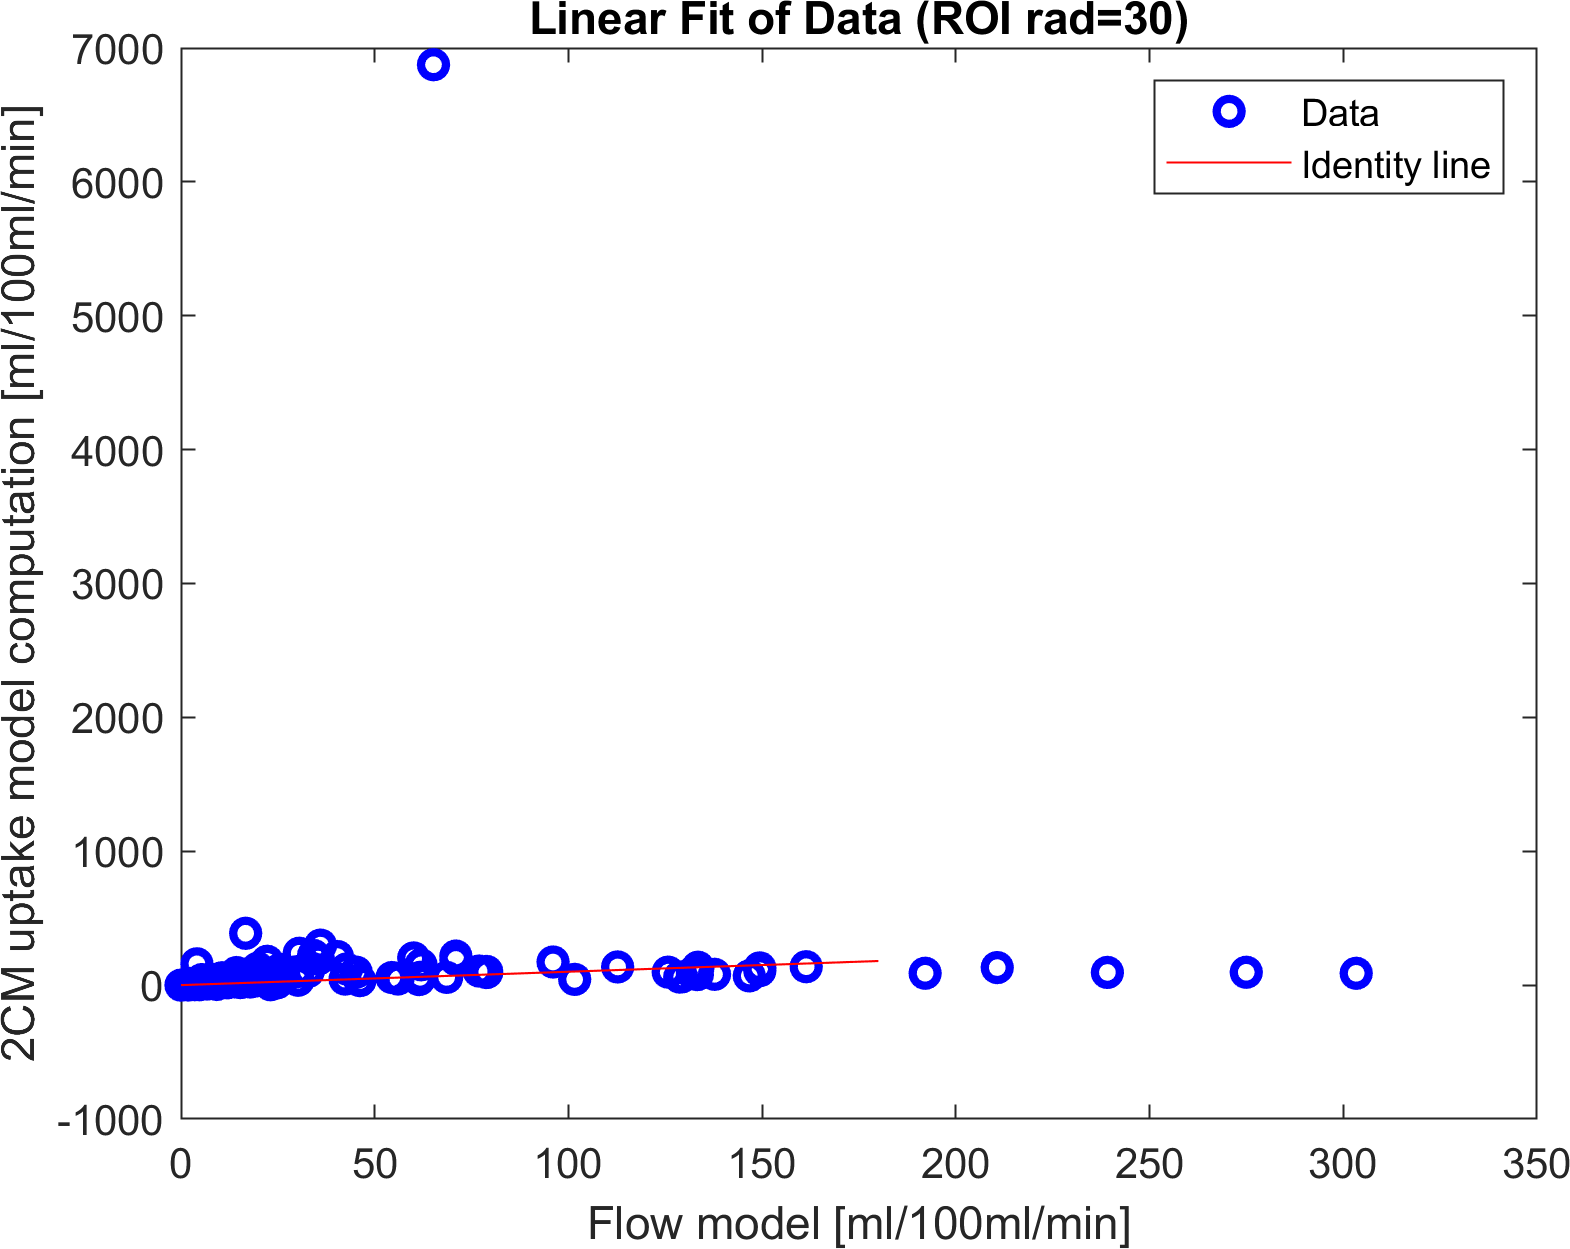 Linear Fit of Data (ROI rad=30)
7000
6000
5000
4000
3000
2000
1000
0
-1000
2CM uptake model computation [ml/100ml/min]
Data
Identity line
0 50 100 150 200 250 300 350
Flow model [ml/100ml/min]